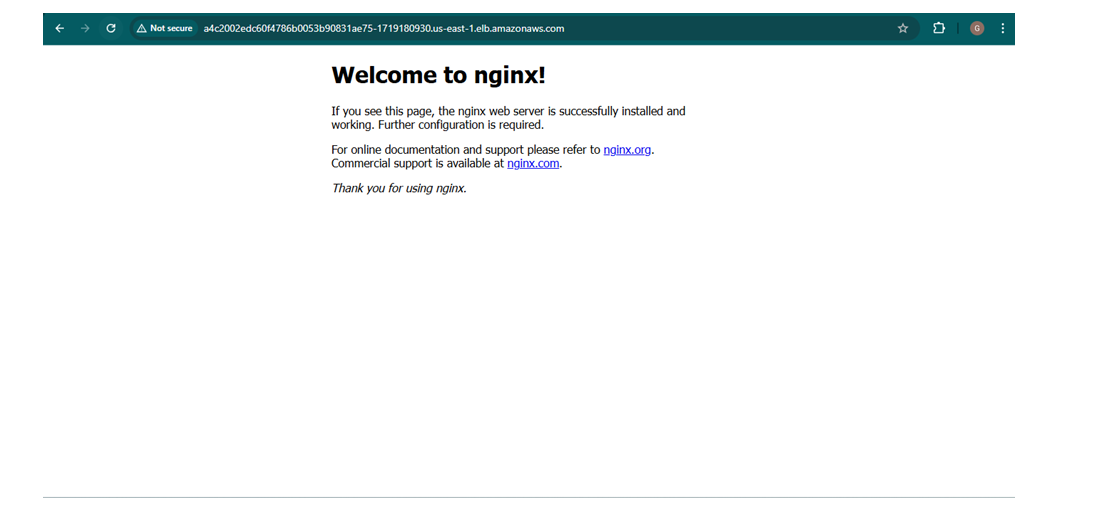 Not secure a4c2002edc60f4786b0053b90831ae75-1719180930.us-east-1.elb.amazonaws.com G
Welcome to nginx!
If you see this page, the nginx web server is successfully installed and
working. Further configuration is required.
For online documentation and support please refer to nginx.org.
Commercial support is available at nginx.com.
Thank you for using nginx.